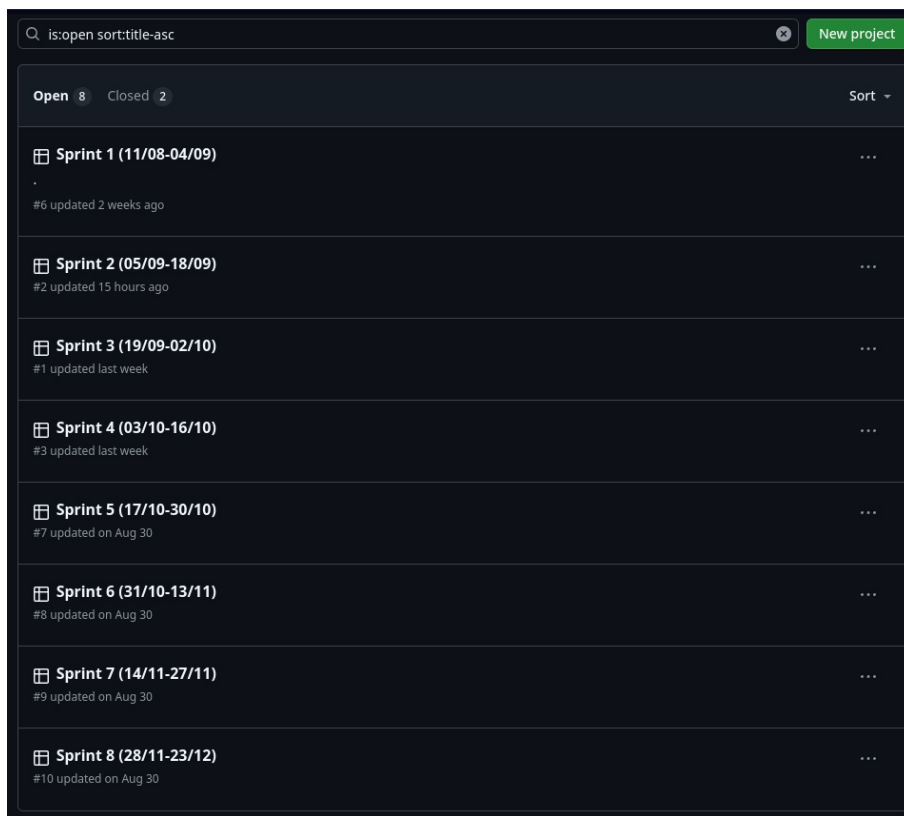 is:open sort:title-asc
New project
Open 8 Closed 2
Sort
Sprint 1 (11/08-04/09)
.
#6 updated 2 weeks ago
Sprint 2 (05/09-18/09)
#2 updated 15 hours ago
Sprint 3 (19/09-02/10)
#1 updated last week
Sprint 4 (03/10-16/10)
#3 updated last week
Sprint 5 (17/10-30/10)
#7 updated on Aug 30
Sprint 6 (31/10-13/11)
#8 updated on Aug 30
Sprint 7 (14/11-27/11)
#9 updated on Aug 30
Sprint 8 (28/11-23/12)
#10 updated on Aug 30